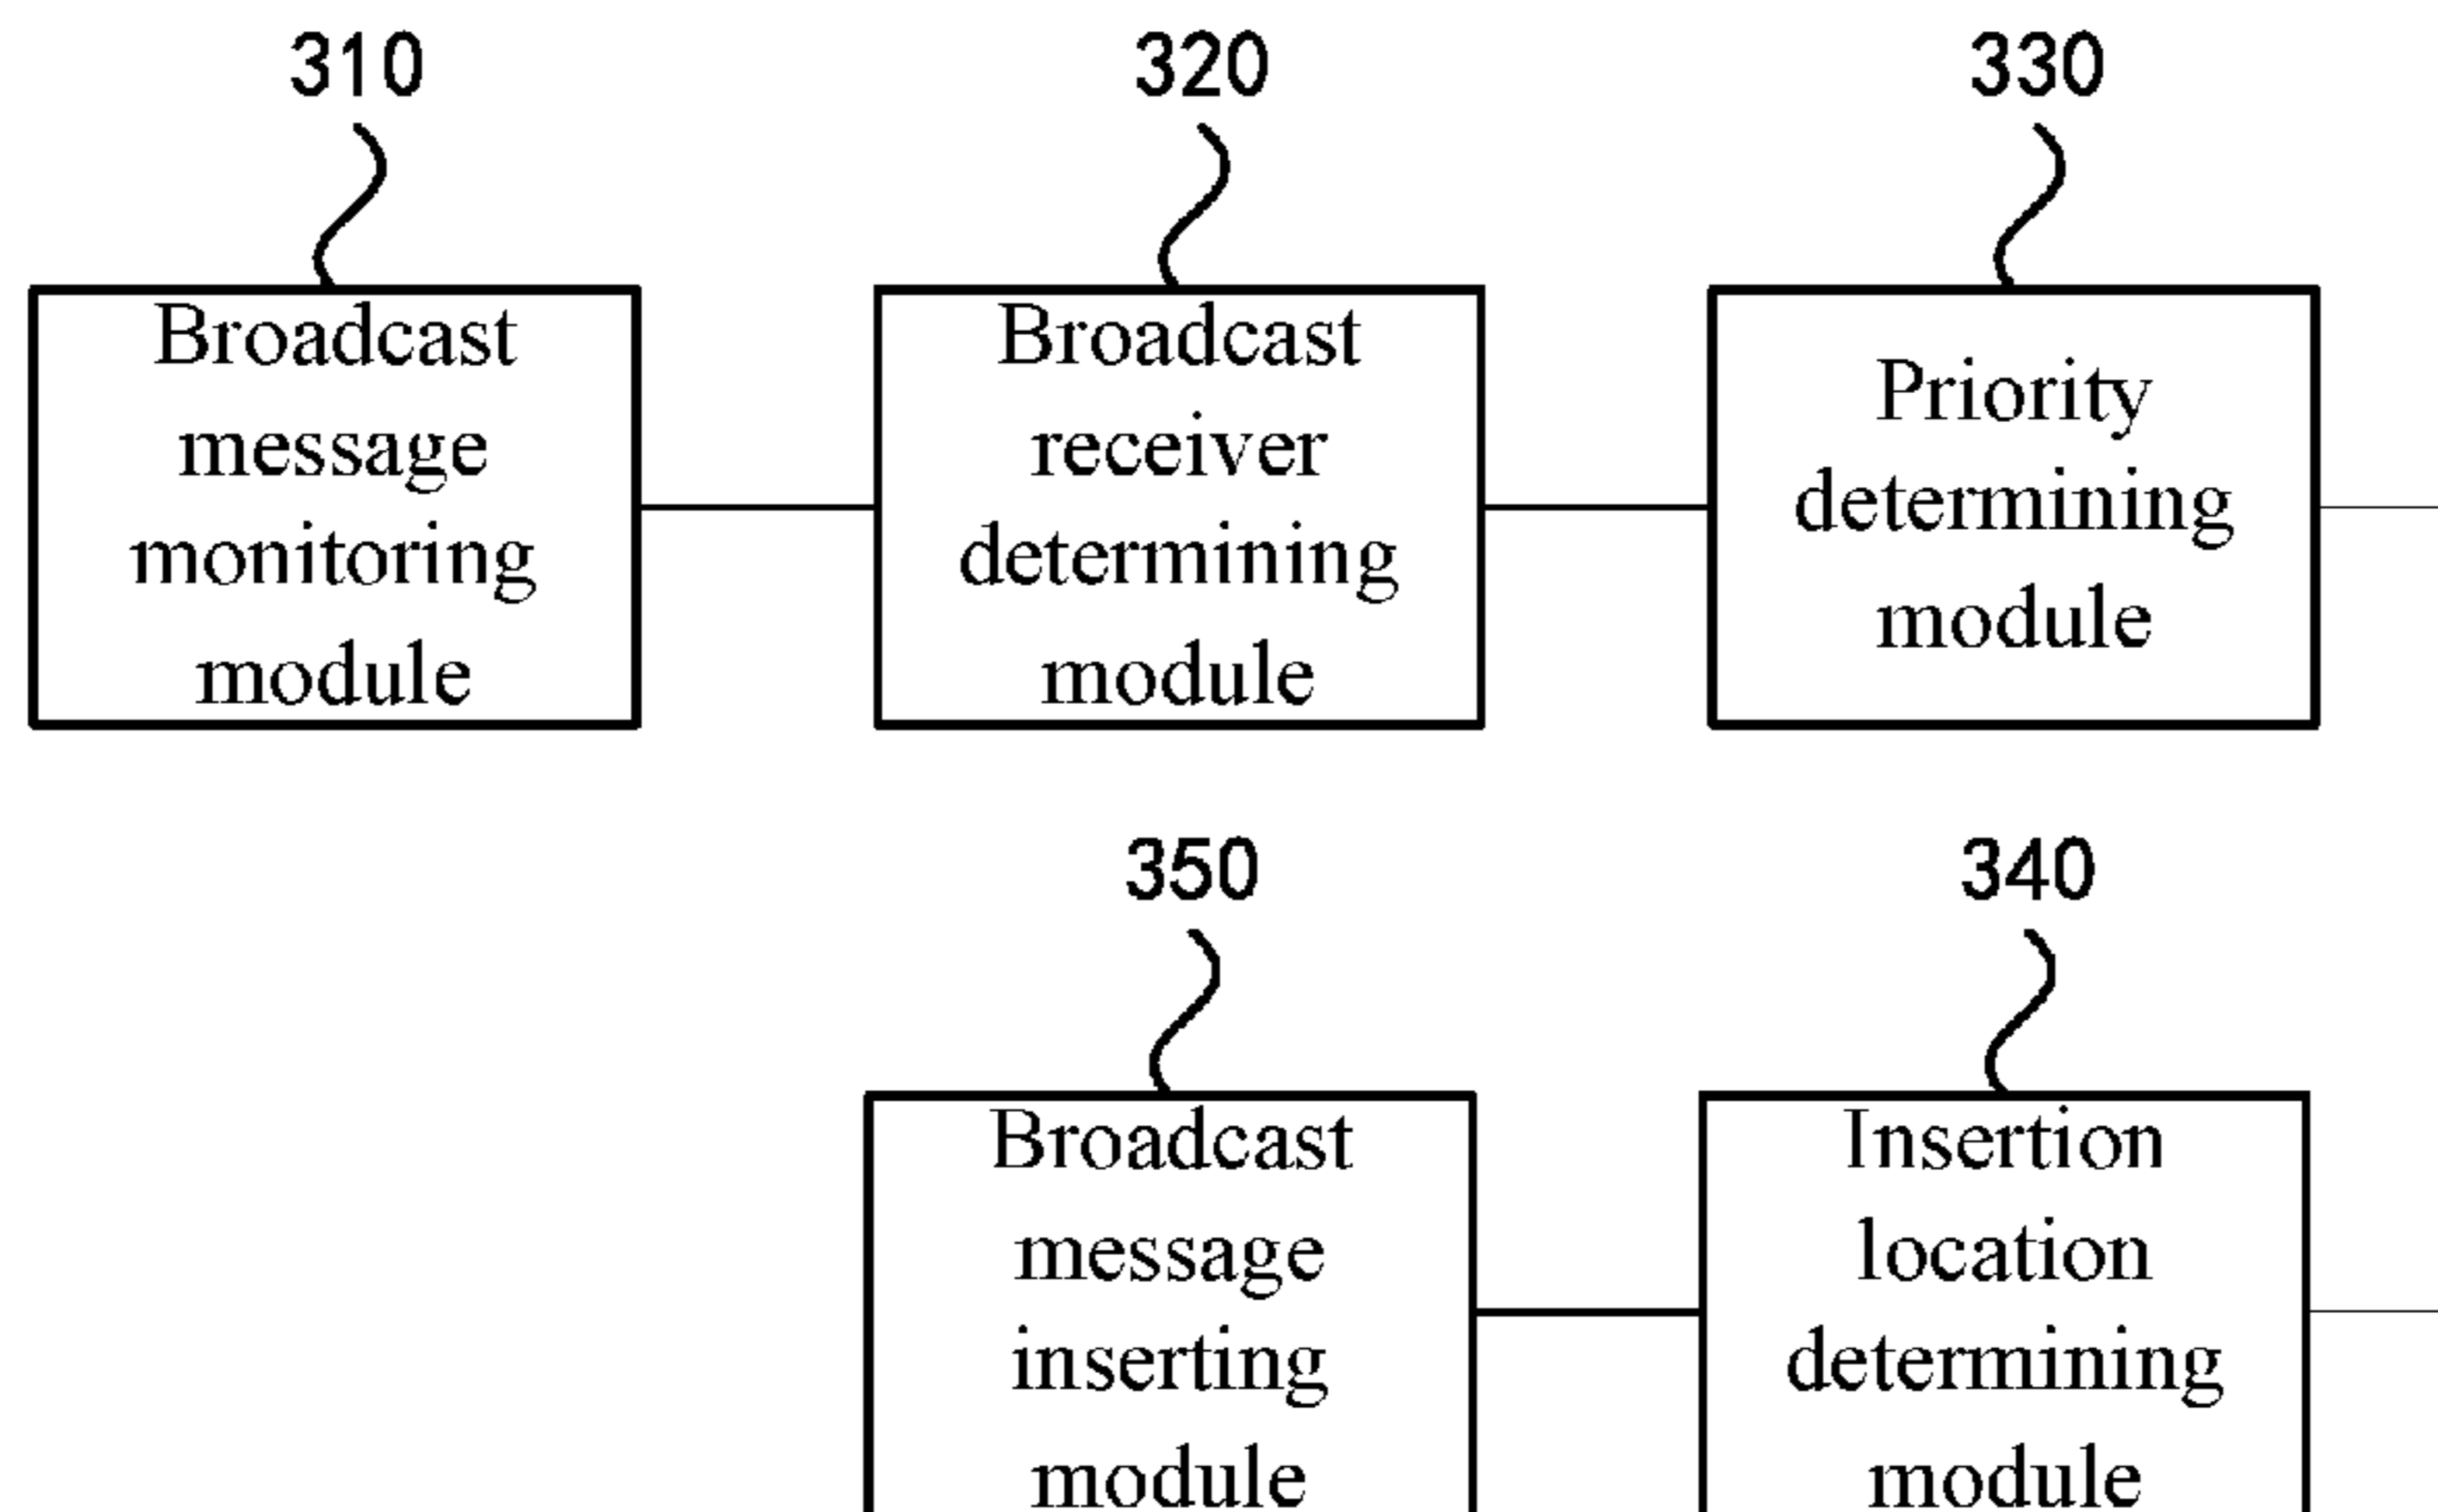 310
320
330
Broadcast
message
monitoring
module
Broadcast
receiver
determining
module
Priority
determining
module
350
340
Broadcast
message
inserting
module
Insertion
location
determining
module